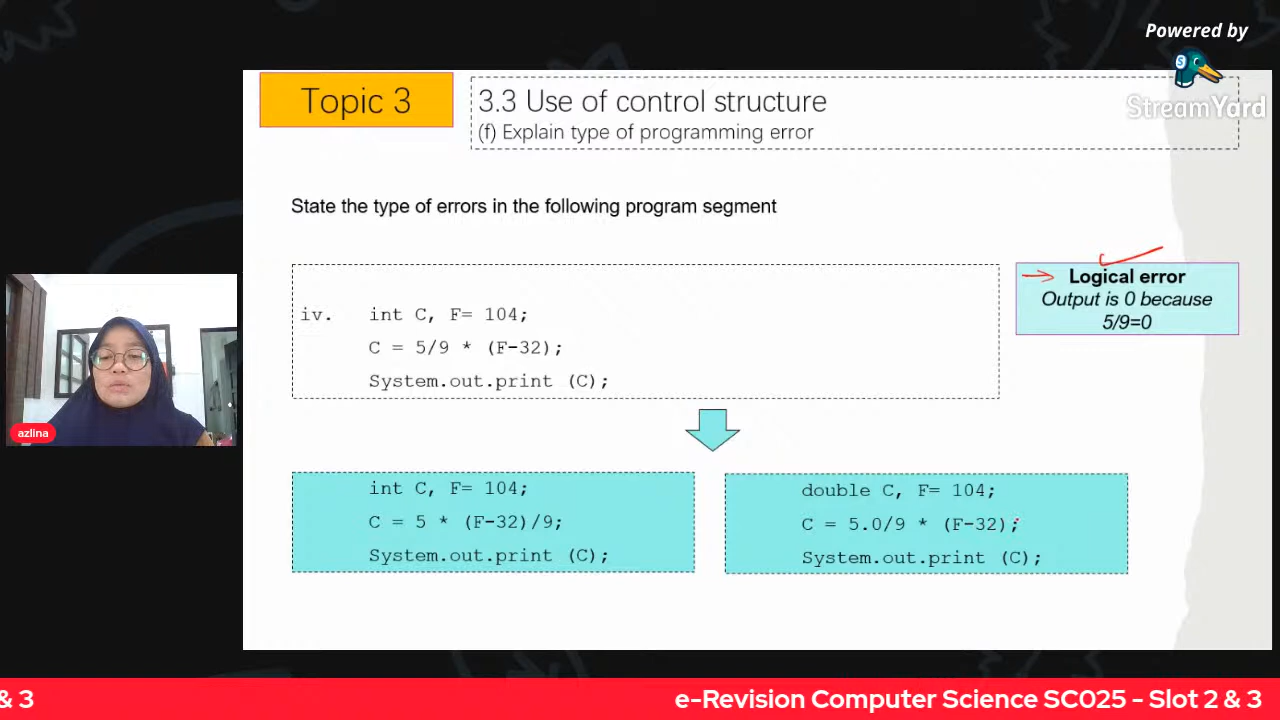 Powered by
StreamYard
Topic 3
3.3 Use of control structure
(f) Explain type of programming error
State the type of errors in the following program segment
iv. int C, F= 104;
C = 5/9 * (F-32);
System.out.print (C);
Logical error
Output is 0 because
5/9=0
int C, F= 104;
C = 5 * (F-32)/9;
System.out.print (C);
double C, F= 104;
C = 5.0/9 * (F-32);
System.out.print (C);
azlina
& 3
e-Revision Computer Science SC025 - Slot 2 & 3